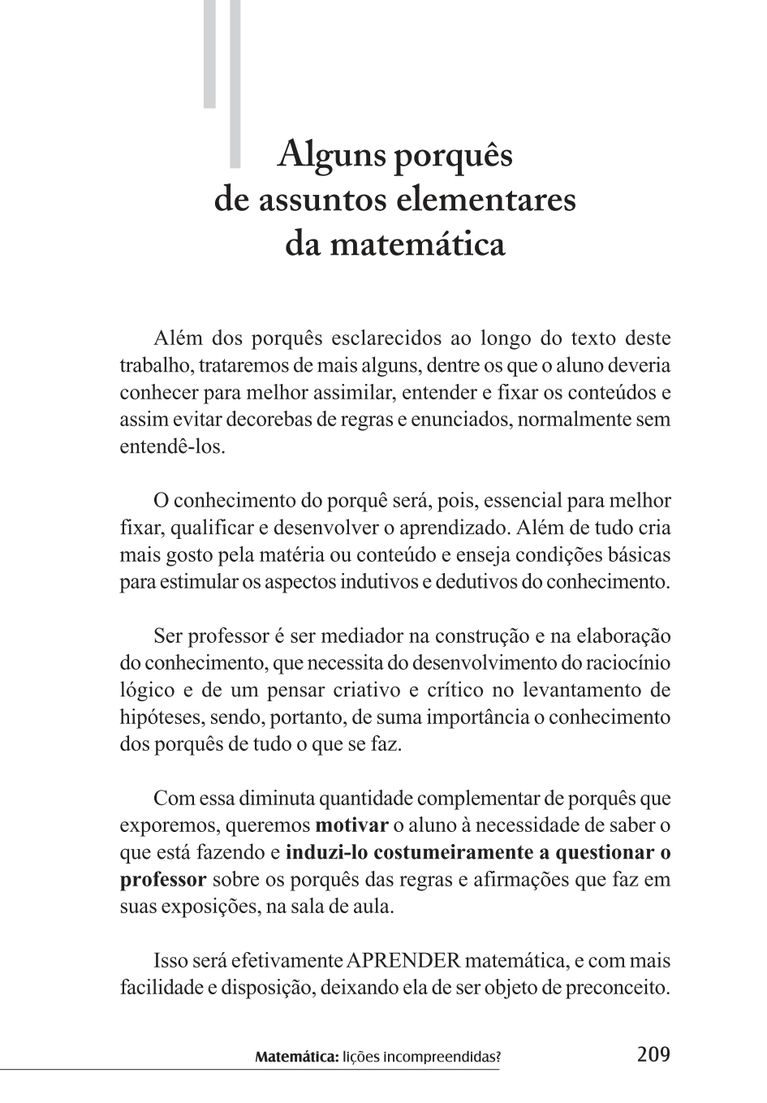 Alguns porquês
de assuntos elementares
da matemática
Além dos porquês esclarecidos ao longo do texto deste
trabalho, trataremos de mais alguns, dentre os que o aluno deveria
conhecer para melhor assimilar, entender e fixar os conteúdos e
assim evitar decorebas de regras e enunciados, normalmente sem
entendê-los.
O conhecimento do porquê será, pois, essencial para melhor
fixar, qualificar e desenvolver o aprendizado. Além de tudo cria
mais gosto pela matéria ou conteúdo e enseja condições básicas
para estimular os aspectos indutivos e dedutivos do conhecimento.
Ser professor é ser mediador na construção e na elaboração
do conhecimento, que necessita do desenvolvimento do raciocínio
lógico e de um pensar criativo e crítico no levantamento de
hipóteses, sendo, portanto, de suma importância o conhecimento
dos porquês de tudo o que se faz.
Com essa diminuta quantidade complementar de porquês que
exporemos, queremos motivar o aluno à necessidade de saber o
que está fazendo e induzi-lo costumeiramente a questionar o
professor sobre os porquês das regras e afirmações que faz em
suas exposições, na sala de aula.
Isso será efetivamente APRENDER matemática, e com mais
facilidade e disposição, deixando ela de ser objeto de preconceito.
Matemática: lições incompreendidas? 209